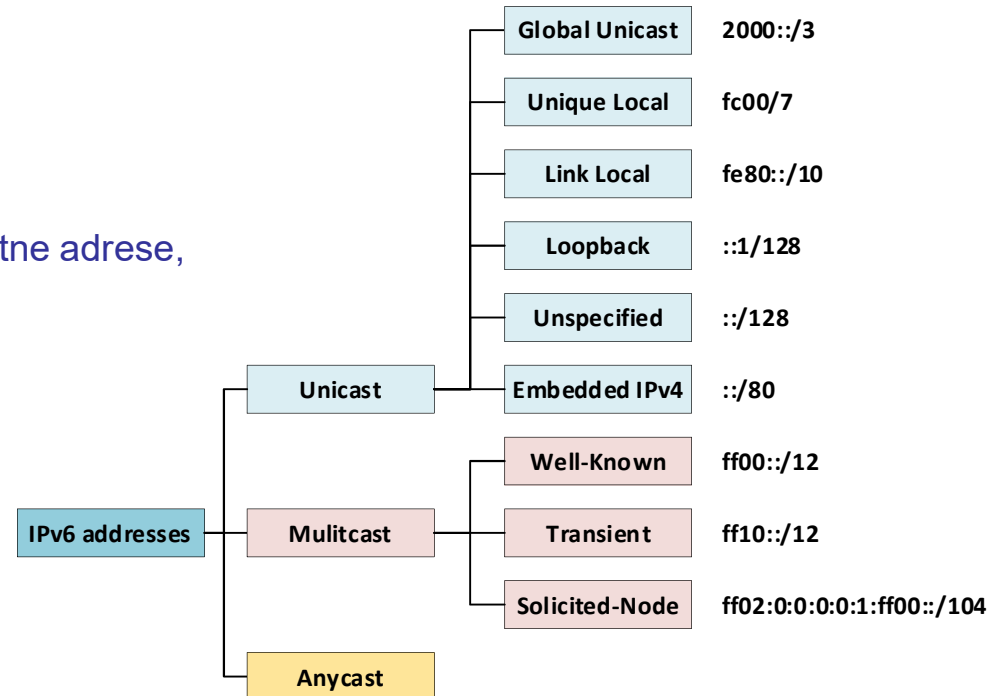 Global Unicast 2000::/3
Unique Local fc00/7
Link Local fe80::/10
tne adrese,
Loopback ::1/128
Unspecified ::/128
Unicast Embedded IPv4 ::/80
Well-Known ff00::/12
IPv6 addresses Mulitcast Transient ff10::/12
Solicited-Node ff02:0:0:0:0:1:ff00::/104
Anycast